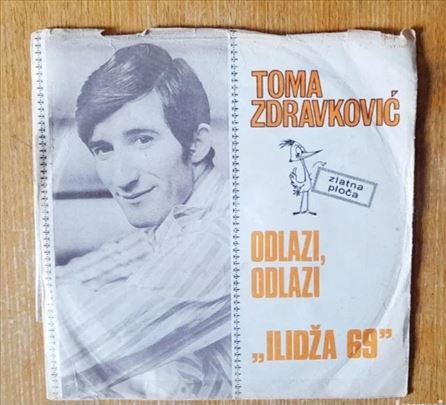 TOMA
ZDRAVKOVIĆ
zlatna
ploča
ODLAZI,
ODLAZI
„ILIDŽA 69”